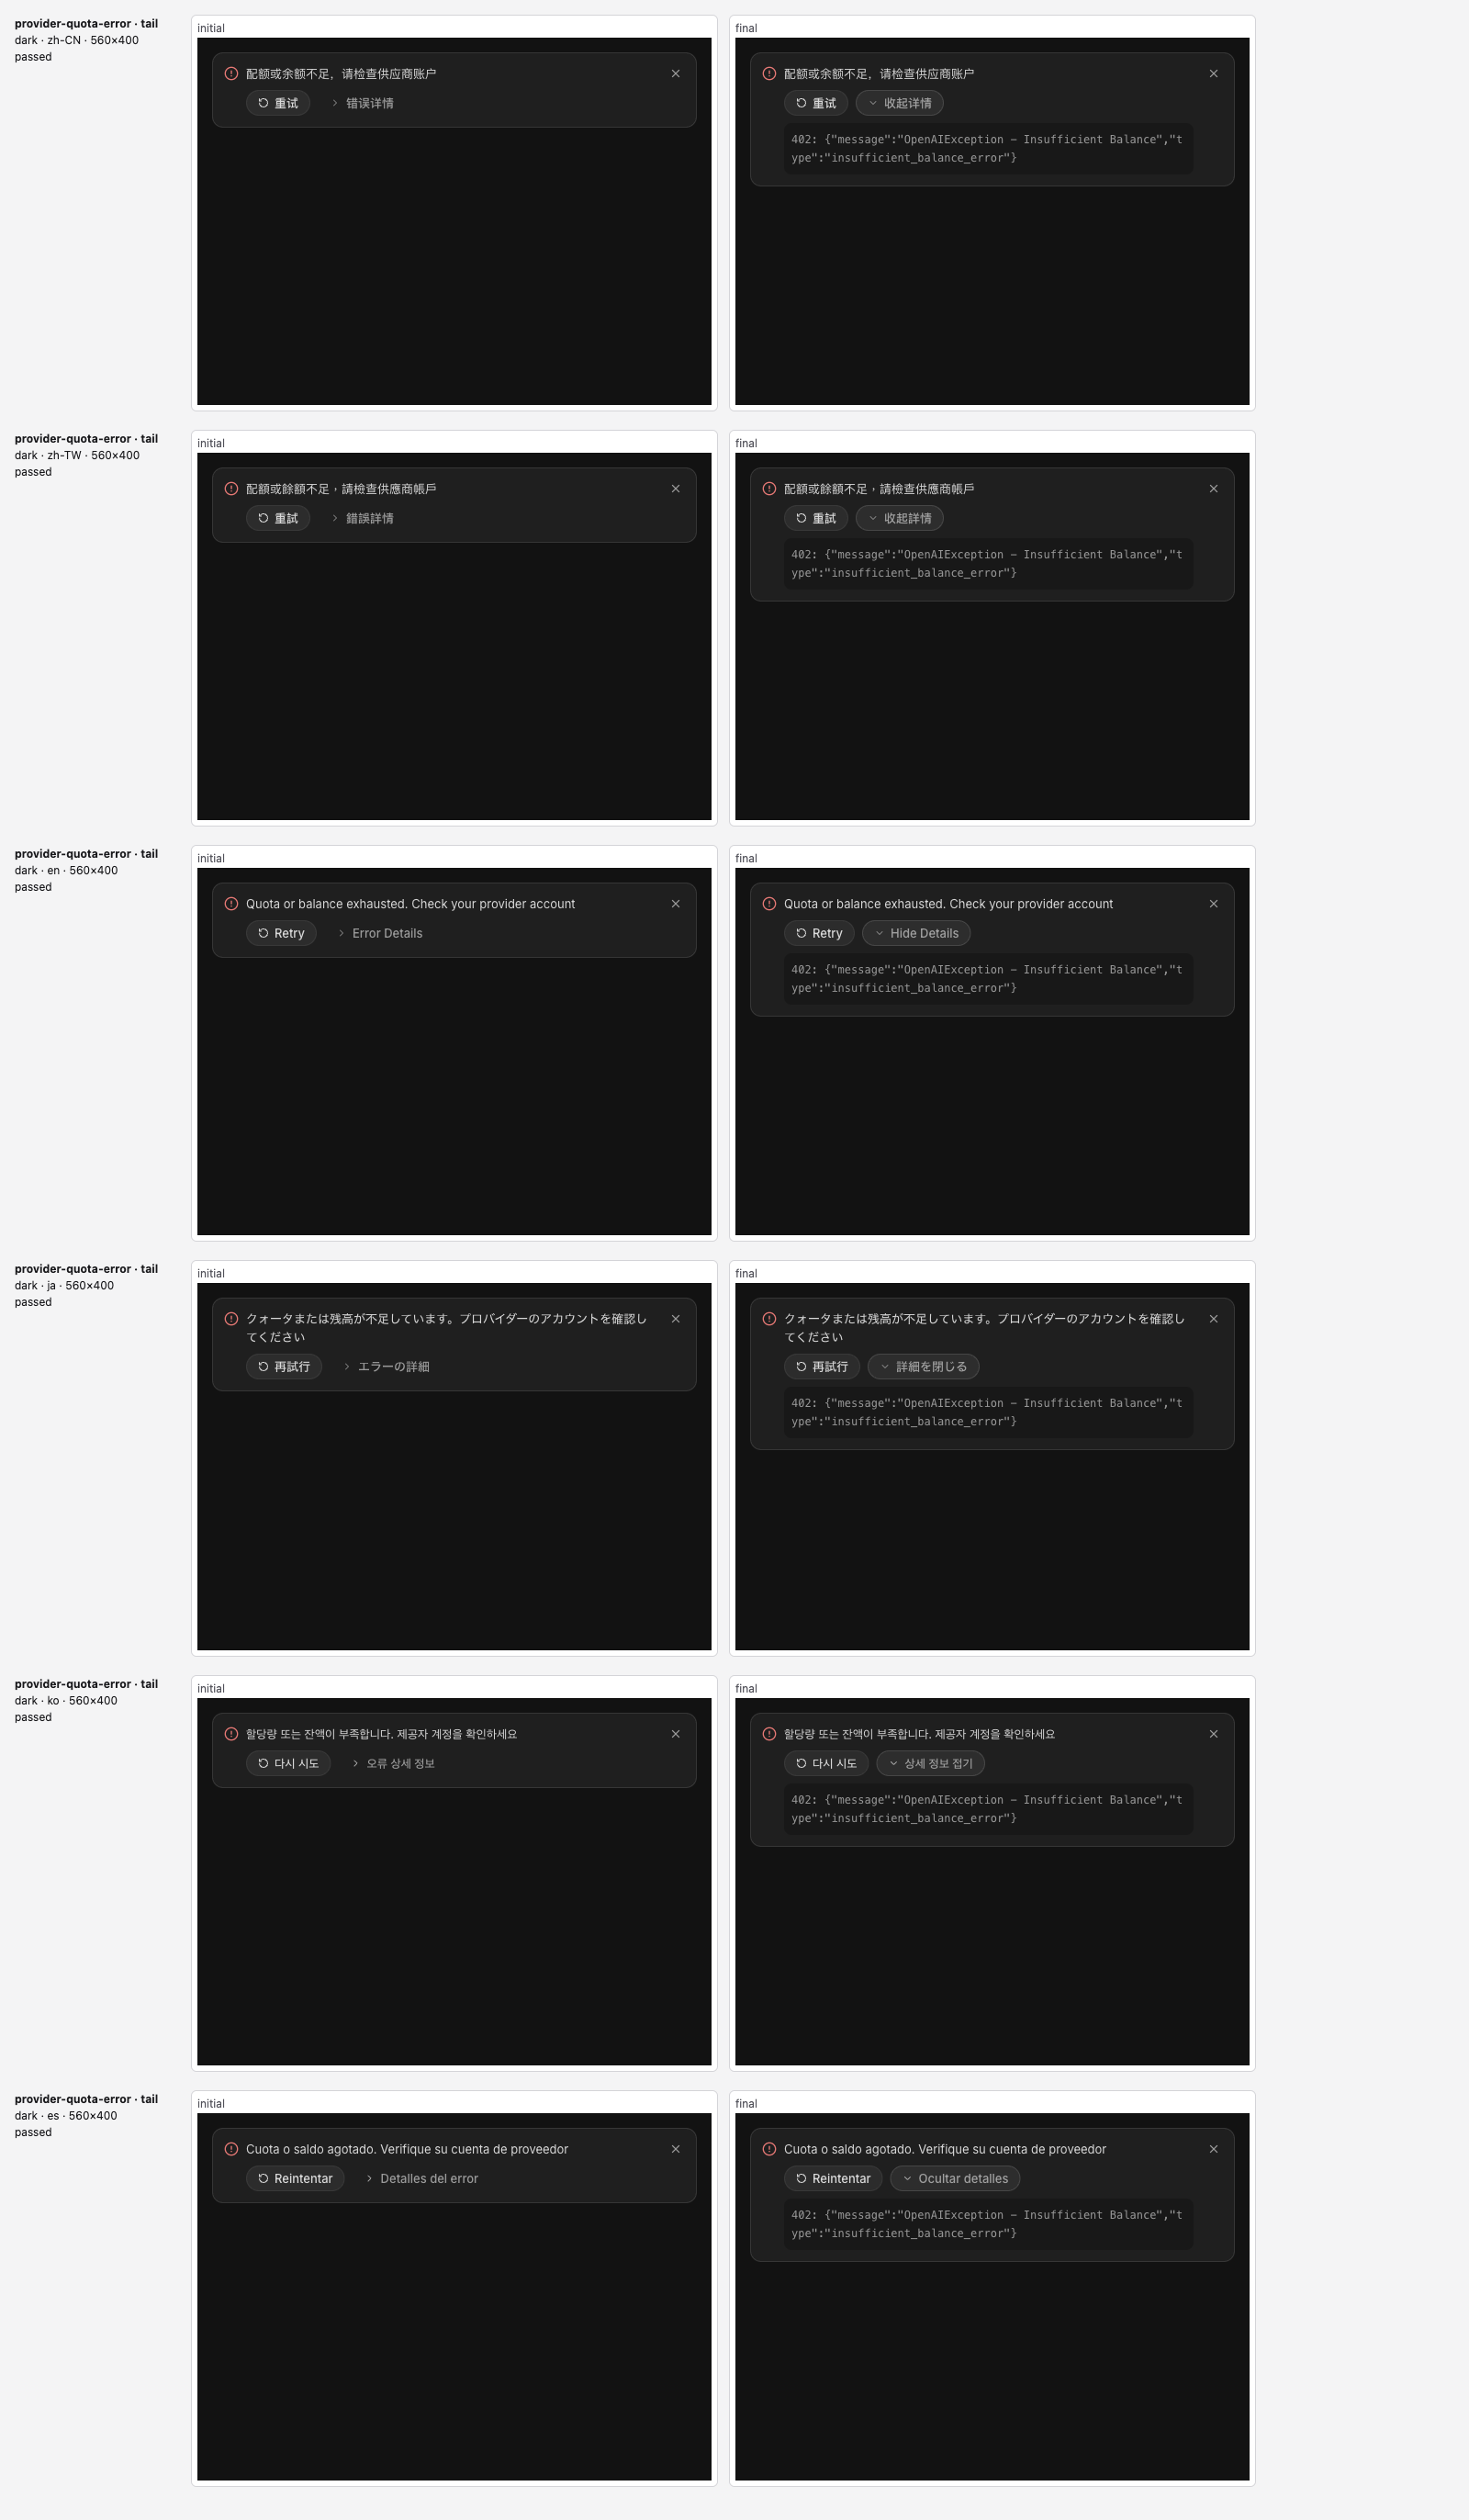 provider-quota-error · tail
dark · zh-CN · 560×400
passed
initial
配额或余额不足，请检查供应商账户
重试
错误详情
final
配额或余额不足，请检查供应商账户
重试
收起详情
402: {"message":"OpenAIException – Insufficient Balance","t
ype":"insufficient_balance_error"}
provider-quota-error · tail
dark · zh-TW · 560×400
passed
initial
配額或餘額不足，請檢查供應商帳戶
重試
錯誤詳情
final
配額或餘額不足，請檢查供應商帳戶
重試
收起詳情
402: {"message":"OpenAIException – Insufficient Balance","t
ype":"insufficient_balance_error"}
provider-quota-error · tail
dark · en · 560×400
passed
initial
Quota or balance exhausted. Check your provider account
Retry
Error Details
final
Quota or balance exhausted. Check your provider account
Retry
Hide Details
402: {"message":"OpenAIException – Insufficient Balance","t
ype":"insufficient_balance_error"}
provider-quota-error · tail
dark · ja · 560×400
passed
initial
クォータまたは残高が不足しています。プロバイダーのアカウントを確認し
てください
再試行
エラーの詳細
final
クォータまたは残高が不足しています。プロバイダーのアカウントを確認し
てください
再試行
詳細を閉じる
402: {"message":"OpenAIException – Insufficient Balance","t
ype":"insufficient_balance_error"}
provider-quota-error · tail
dark · ko · 560×400
passed
initial
할당량 또는 잔액이 부족합니다. 제공자 계정을 확인하세요
다시 시도
오류 상세 정보
final
할당량 또는 잔액이 부족합니다. 제공자 계정을 확인하세요
다시 시도
상세 정보 접기
402: {"message":"OpenAIException – Insufficient Balance","t
ype":"insufficient_balance_error"}
provider-quota-error · tail
dark · es · 560×400
passed
initial
Cuota o saldo agotado. Verifique su cuenta de proveedor
Reintentar
Detalles del error
final
Cuota o saldo agotado. Verifique su cuenta de proveedor
Reintentar
Ocultar detalles
402: {"message":"OpenAIException – Insufficient Balance","t
ype":"insufficient_balance_error"}